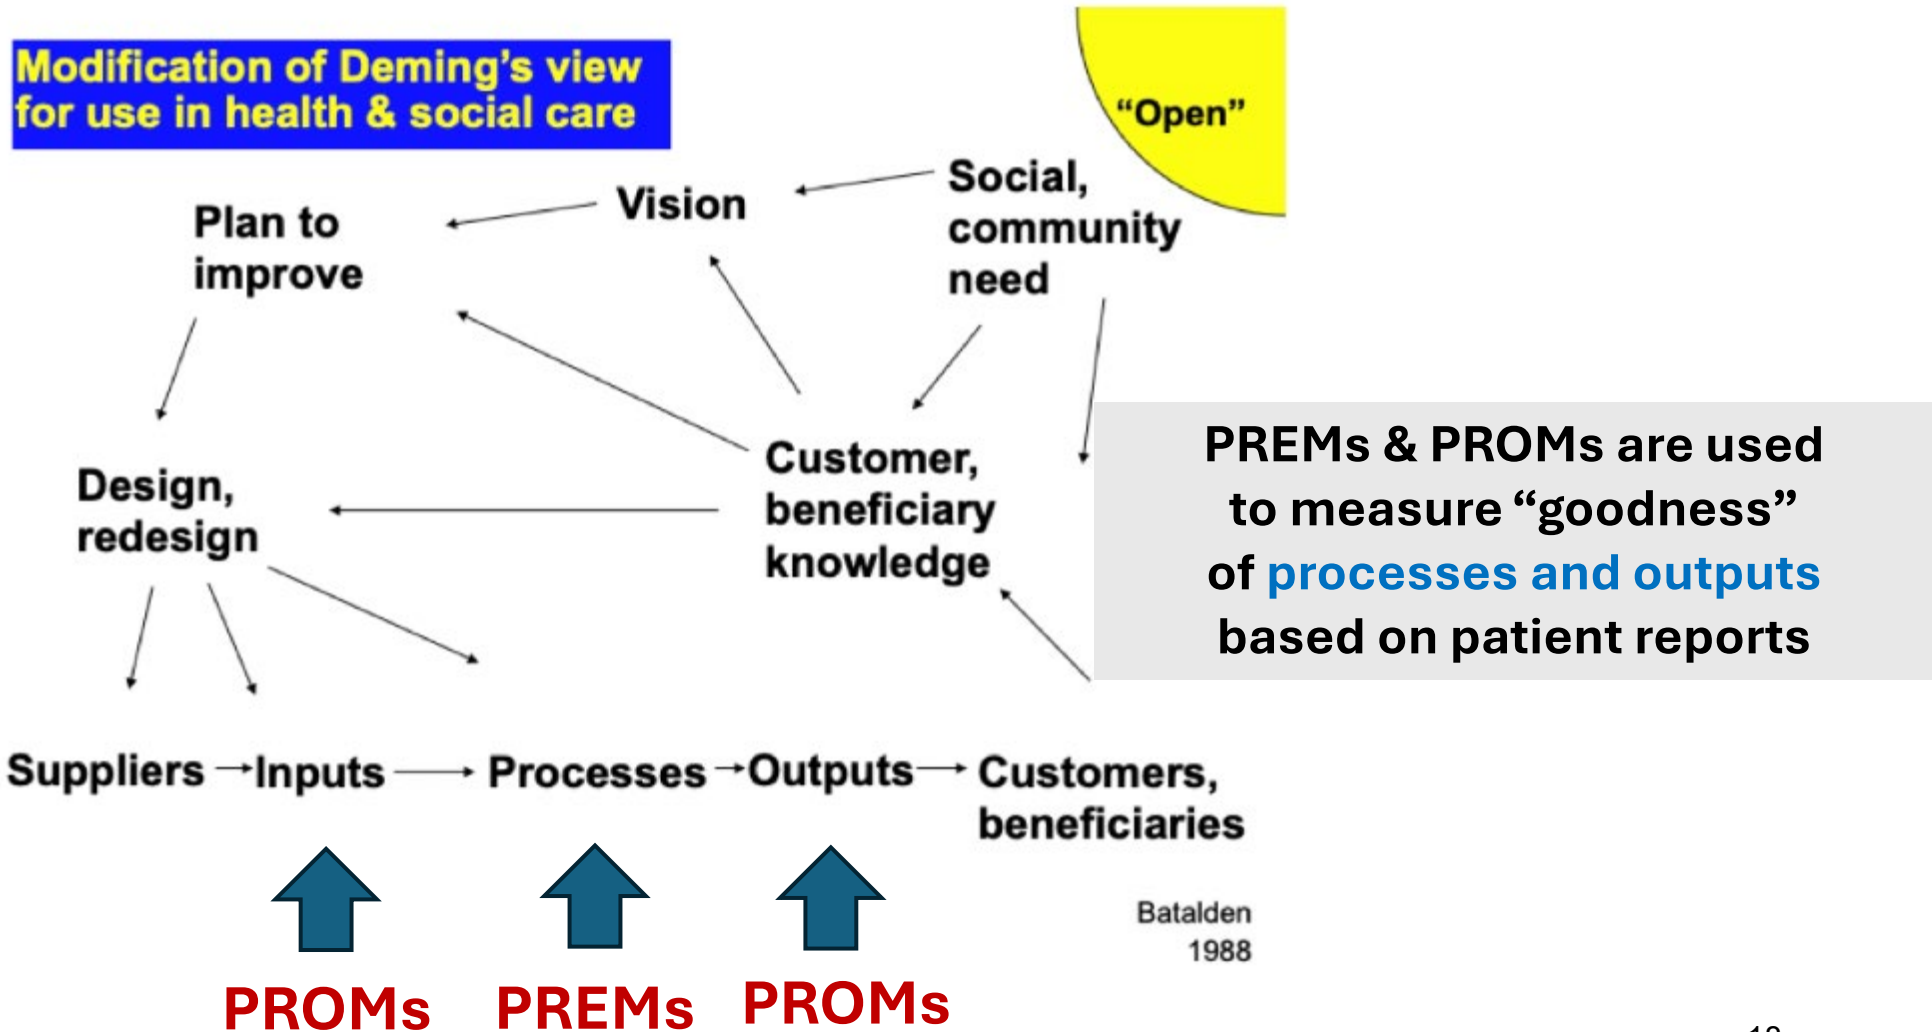 Modification of Deming's view
for use in health & social care
“Open”
Social,
community
need
Vision
Plan to
improve
Customer,
beneficiary
knowledge
Design,
redesign
PREMs & PROMs are used
to measure “goodness”
of processes and outputs
based on patient reports
Suppliers
Inputs
Processes
Outputs
Customers,
beneficiaries
Batalden
1988
PROMs
PREMs
PROMs